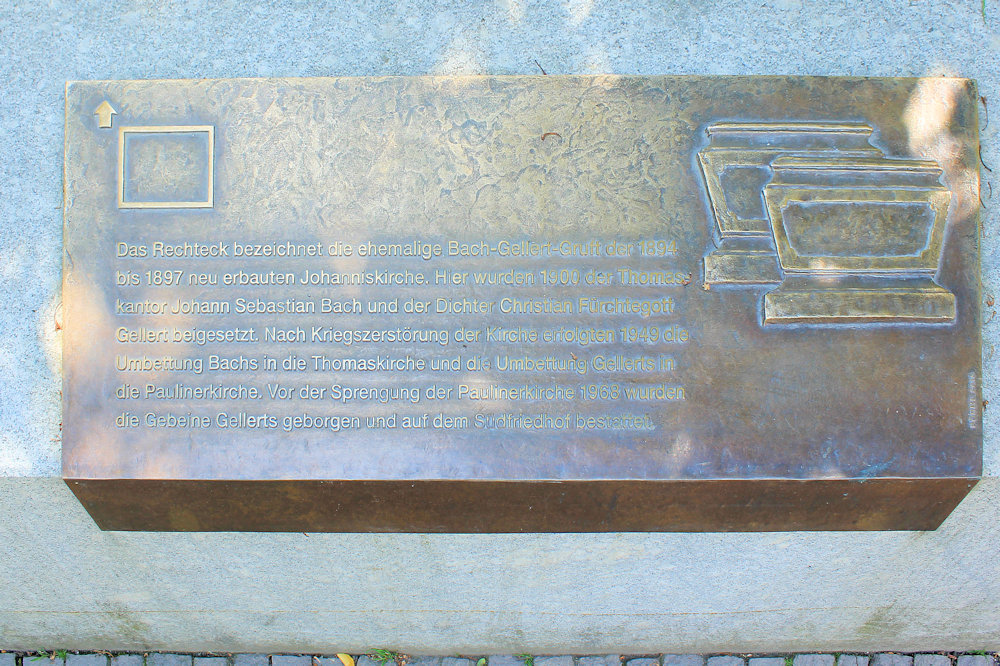 Das Rechteck bezeichnet die ehemalige Bach-Gellert-Gruft der 1894
bis 1897 neu erbauten Johanniskirche. Hier wurden 1900 der Thomas-
kantor Johann Sebastian Bach und der Dichter Christian Fürchtegott
Gellert beigesetzt. Nach Kriegszerstörung der Kirche erfolgten 1949 die
Umbettung Bachs in die Thomaskirche und die Umbettung Gellerts in
die Paulinerkirche. Vor der Sprengung der Paulinerkirche 1968 wurden
die Gebeine Gellerts geborgen und auf dem Südfriedhof bestattet.